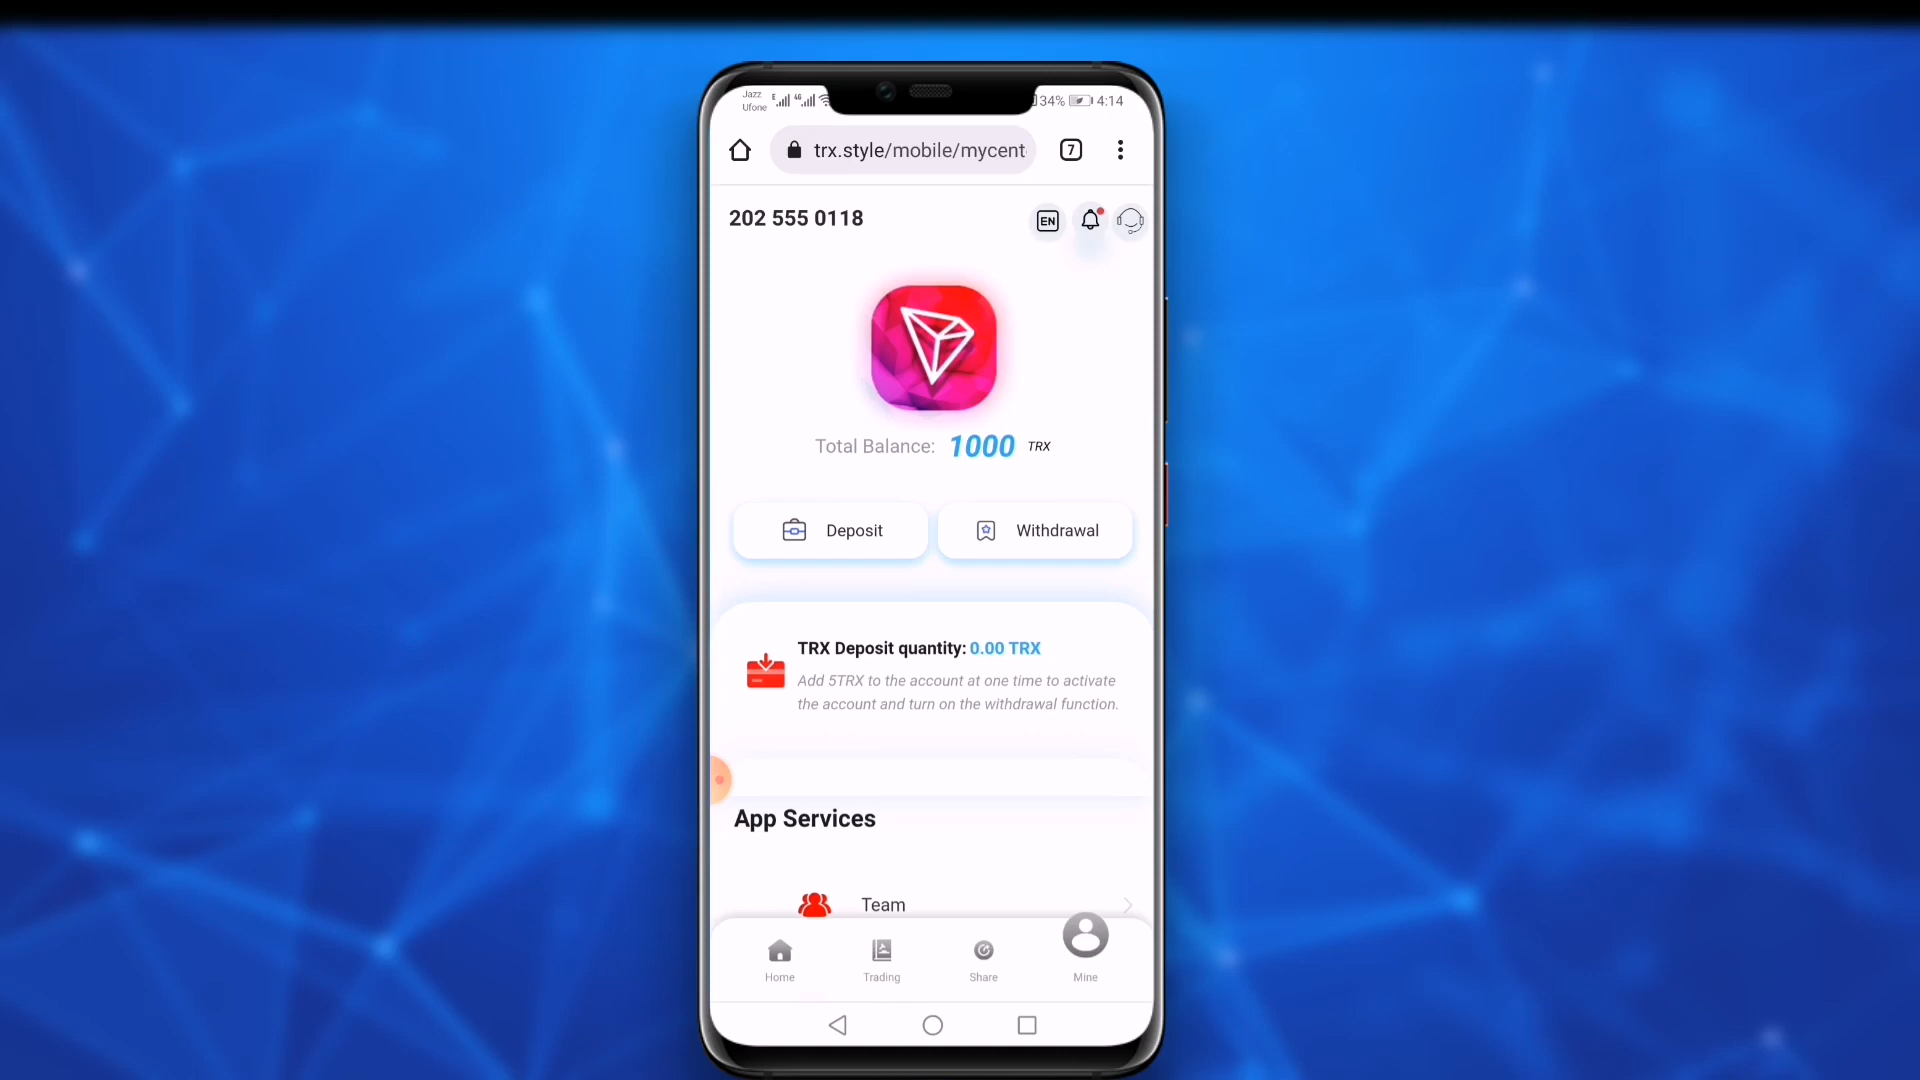 Jazz
Ufone
E 4G 34% 4:14
trx.style/mobile/mycent
7
202 555 0118
EN
Total Balance: 1000 TRX
Deposit
Withdrawal
TRX Deposit quantity: 0.00 TRX
Add 5TRX to the account at one time to activate
the account and turn on the withdrawal function.
App Services
Team
Home
Trading
Share
Mine